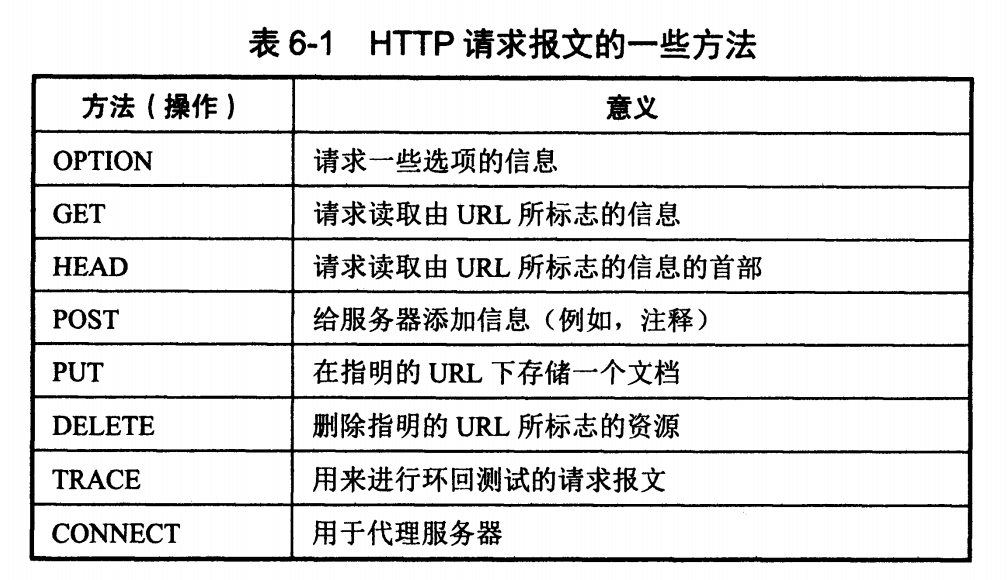 表 6-1 HTTP 请求报文的一些方法
方法（操作） 意义
OPTION 请求一些选项的信息
GET 请求读取由 URL 所标志的信息
HEAD 请求读取由 URL 所标志的信息的首部
POST 给服务器添加信息（例如，注释）
PUT 在指明的 URL 下存储一个文档
DELETE 删除指明的 URL 所标志的资源
TRACE 用来进行环回测试的请求报文
CONNECT 用于代理服务器